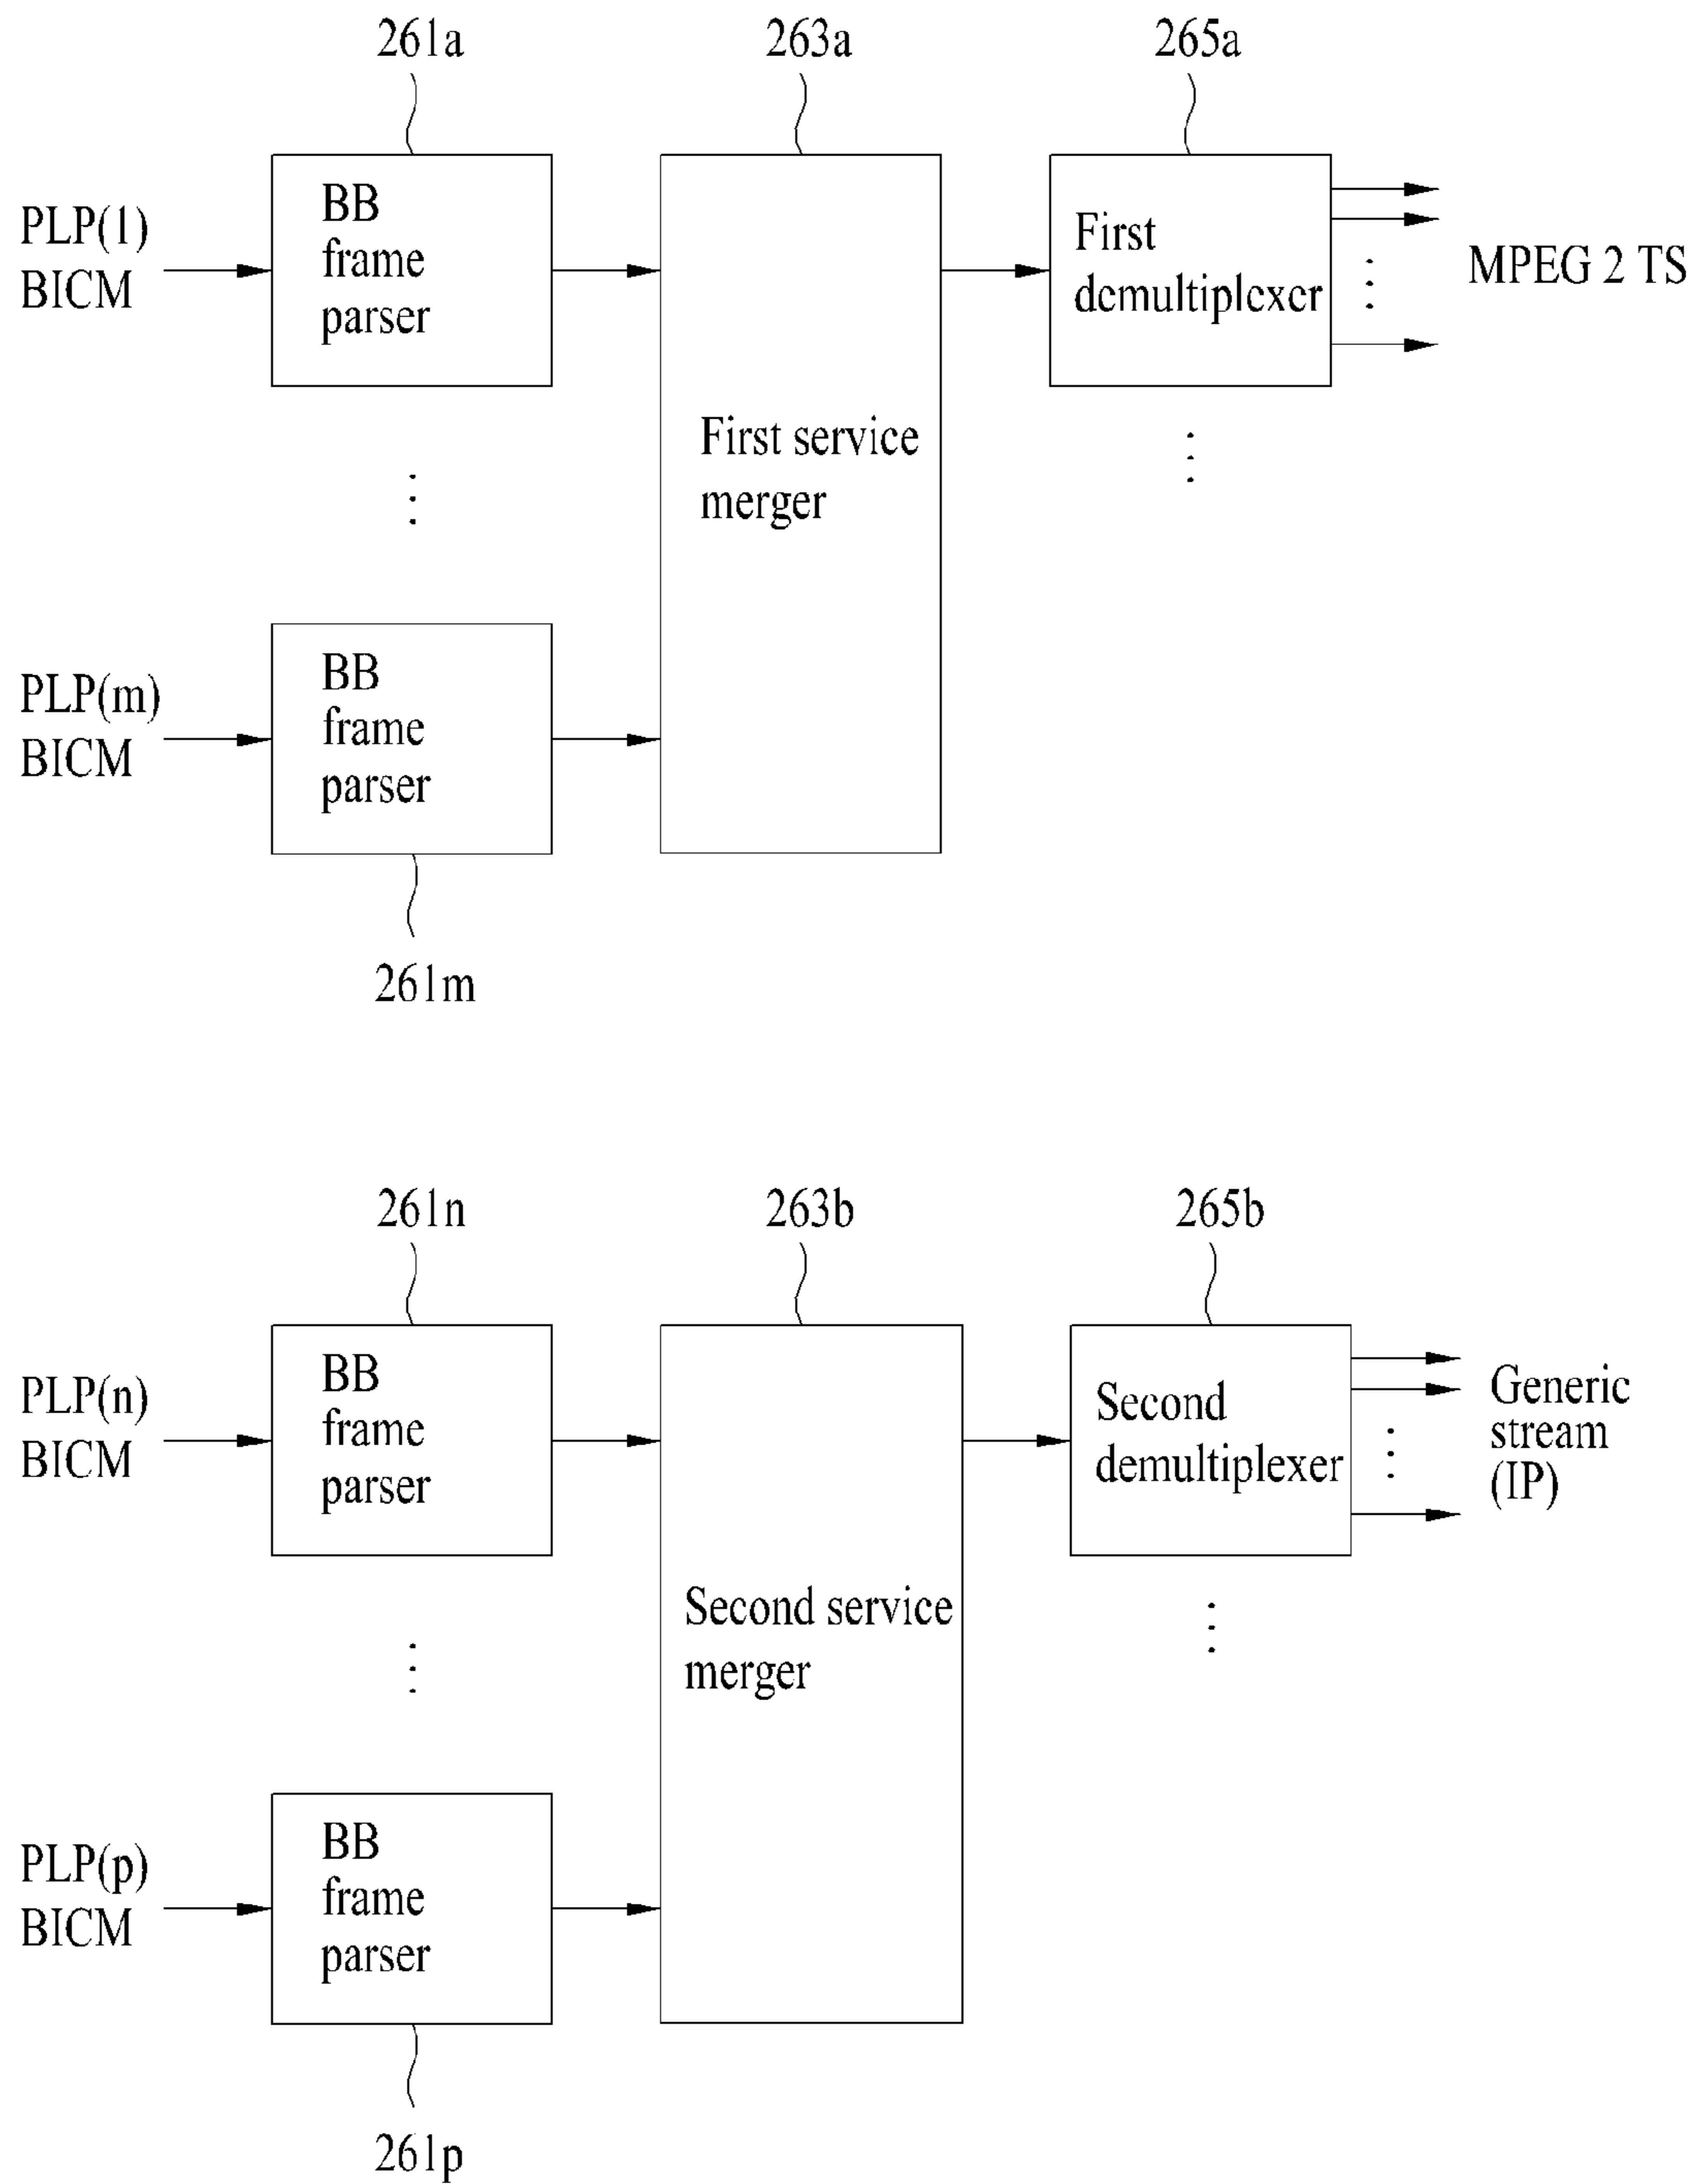 261a
263a
265a
PLP(1)
BICM
BB
frame
parser
First
demultiplexer
MPEG 2 TS
First service
merger
PLP(m)
BICM
BB
frame
parser
261m
261n
263b
265b
PLP(n)
BICM
BB
frame
parser
Second
demultiplexer
Generic
stream
(IP)
Second service
merger
PLP(p)
BICM
BB
frame
parser
261p